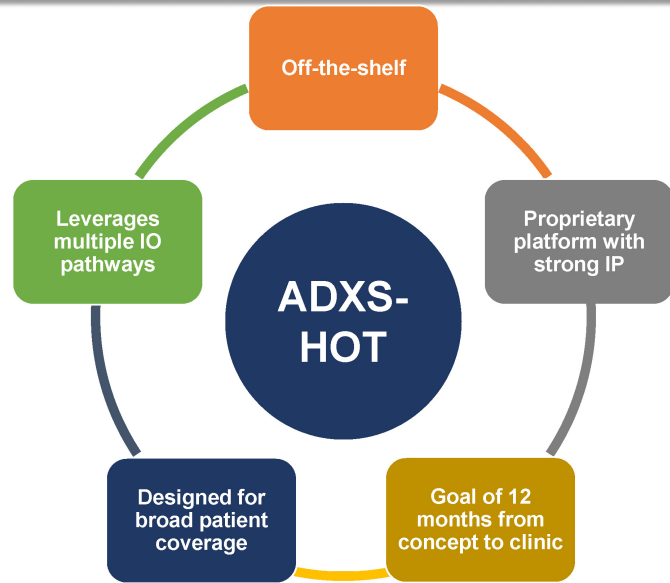 Off-the-shelf
Leverages
multiple IO
pathways
Proprietary
platform with
strong IP
ADXS-
HOT
Designed for
broad patient
coverage
Goal of 12
months from
concept to clinic